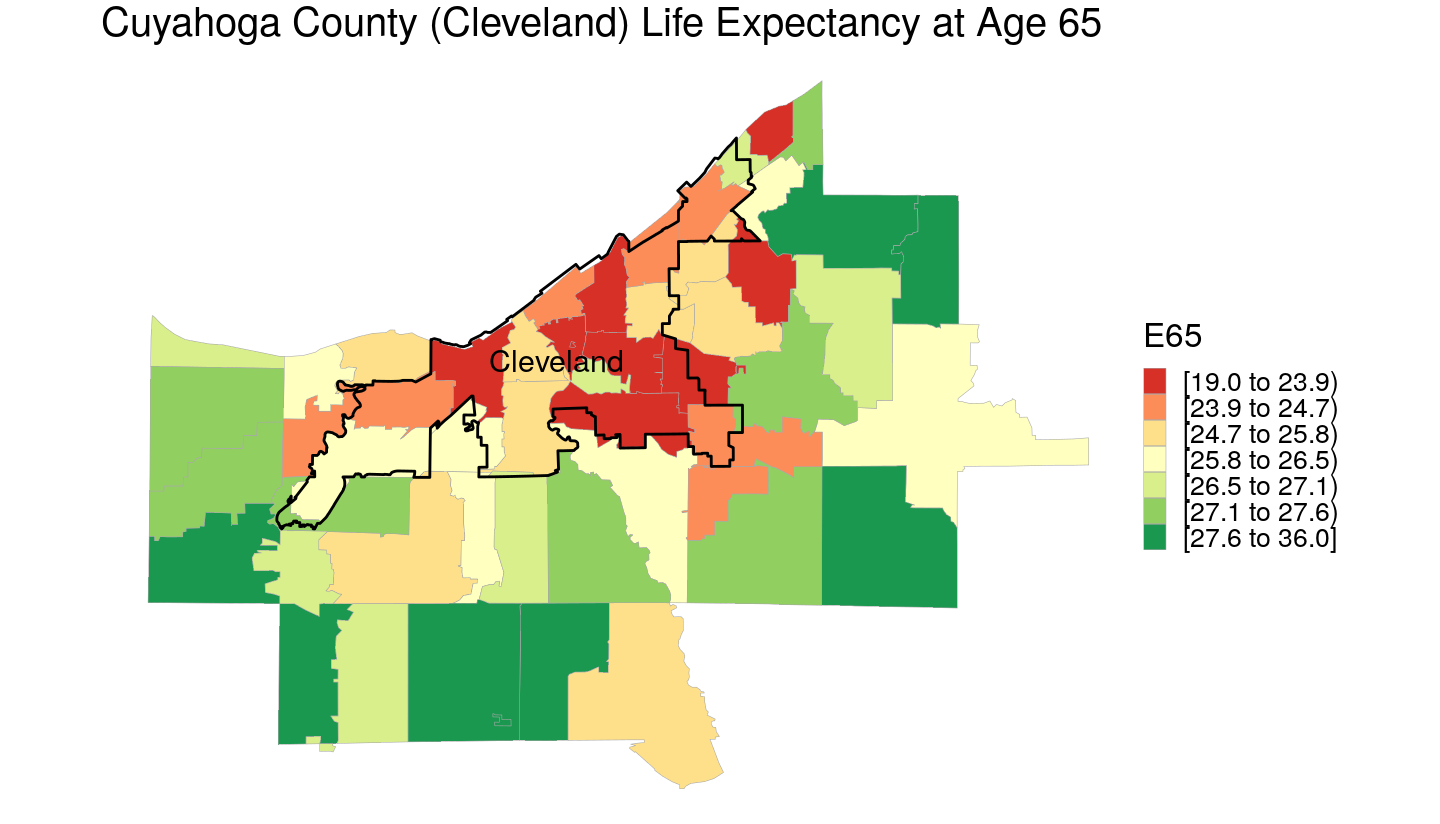 Cuyahoga County (Cleveland) Life Expectancy at Age 65
Cleveland
E65
[19.0 to 23.9)
[23.9 to 24.7)
[24.7 to 25.8)
[25.8 to 26.5)
[26.5 to 27.1)
[27.1 to 27.6)
[27.6 to 36.0]